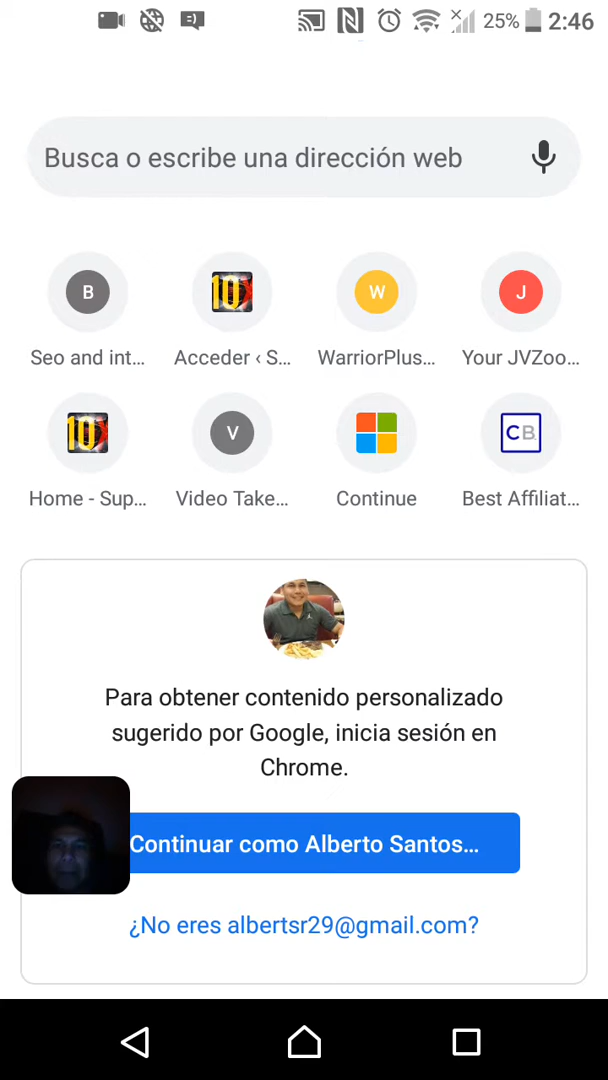 25% 2:46
Busca o escribe una dirección web
B W J
Seo and int... Acceder ‹ S... WarriorPlus... Your JVZoo...
V CB
Home - Sup... Video Take... Continue Best Affiliat...
Para obtener contenido personalizado
sugerido por Google, inicia sesión en
Chrome.
Continuar como Alberto Santos...
¿No eres albertsr29@gmail.com?